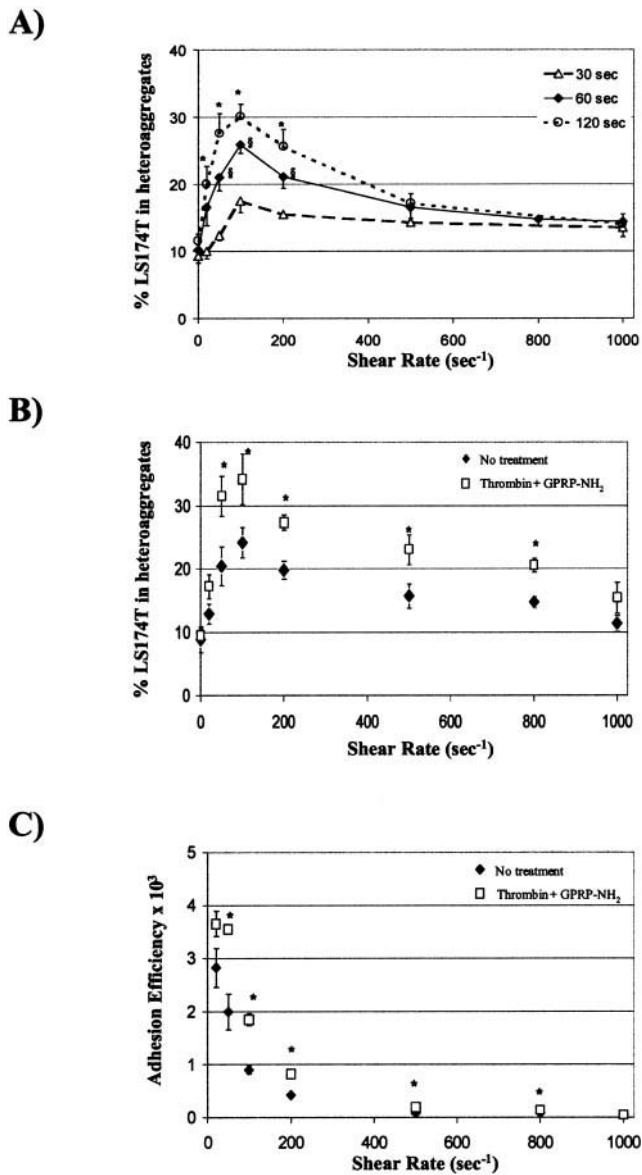 A)
% LS174T in heteroaggregates
40
30
20
10
0
* * * *
§ § §
30 sec
60 sec
120 sec
0 200 400 600 800 1000
Shear Rate (sec⁻¹)
B)
% LS174T in heteroaggregates
40
30
20
10
0
* * * * *
No treatment
Thrombin + GPRP-NH₂
0 200 400 600 800 1000
Shear Rate (sec⁻¹)
C)
Adhesion Efficiency x 10³
5
4
3
2
1
0
* * * * *
No treatment
Thrombin + GPRP-NH₂
0 200 400 600 800 1000
Shear Rate (sec⁻¹)